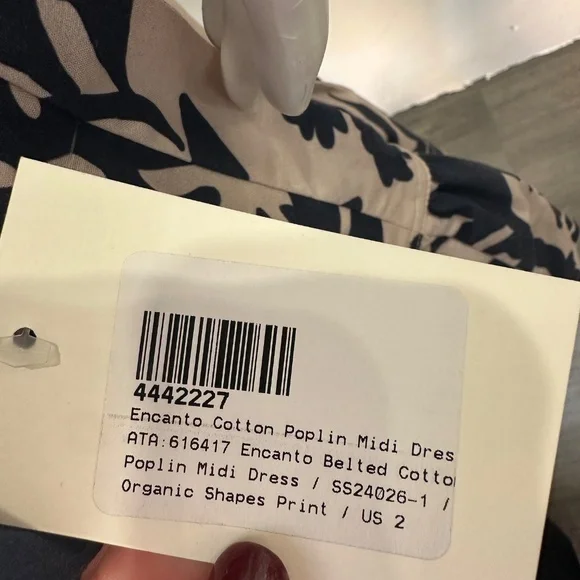 4442227
Encanto Cotton Poplin Midi Dres
ATA:616417 Encanto Belted Cotto
Poplin Midi Dress / SS24026-1 /
Organic Shapes Print / US 2